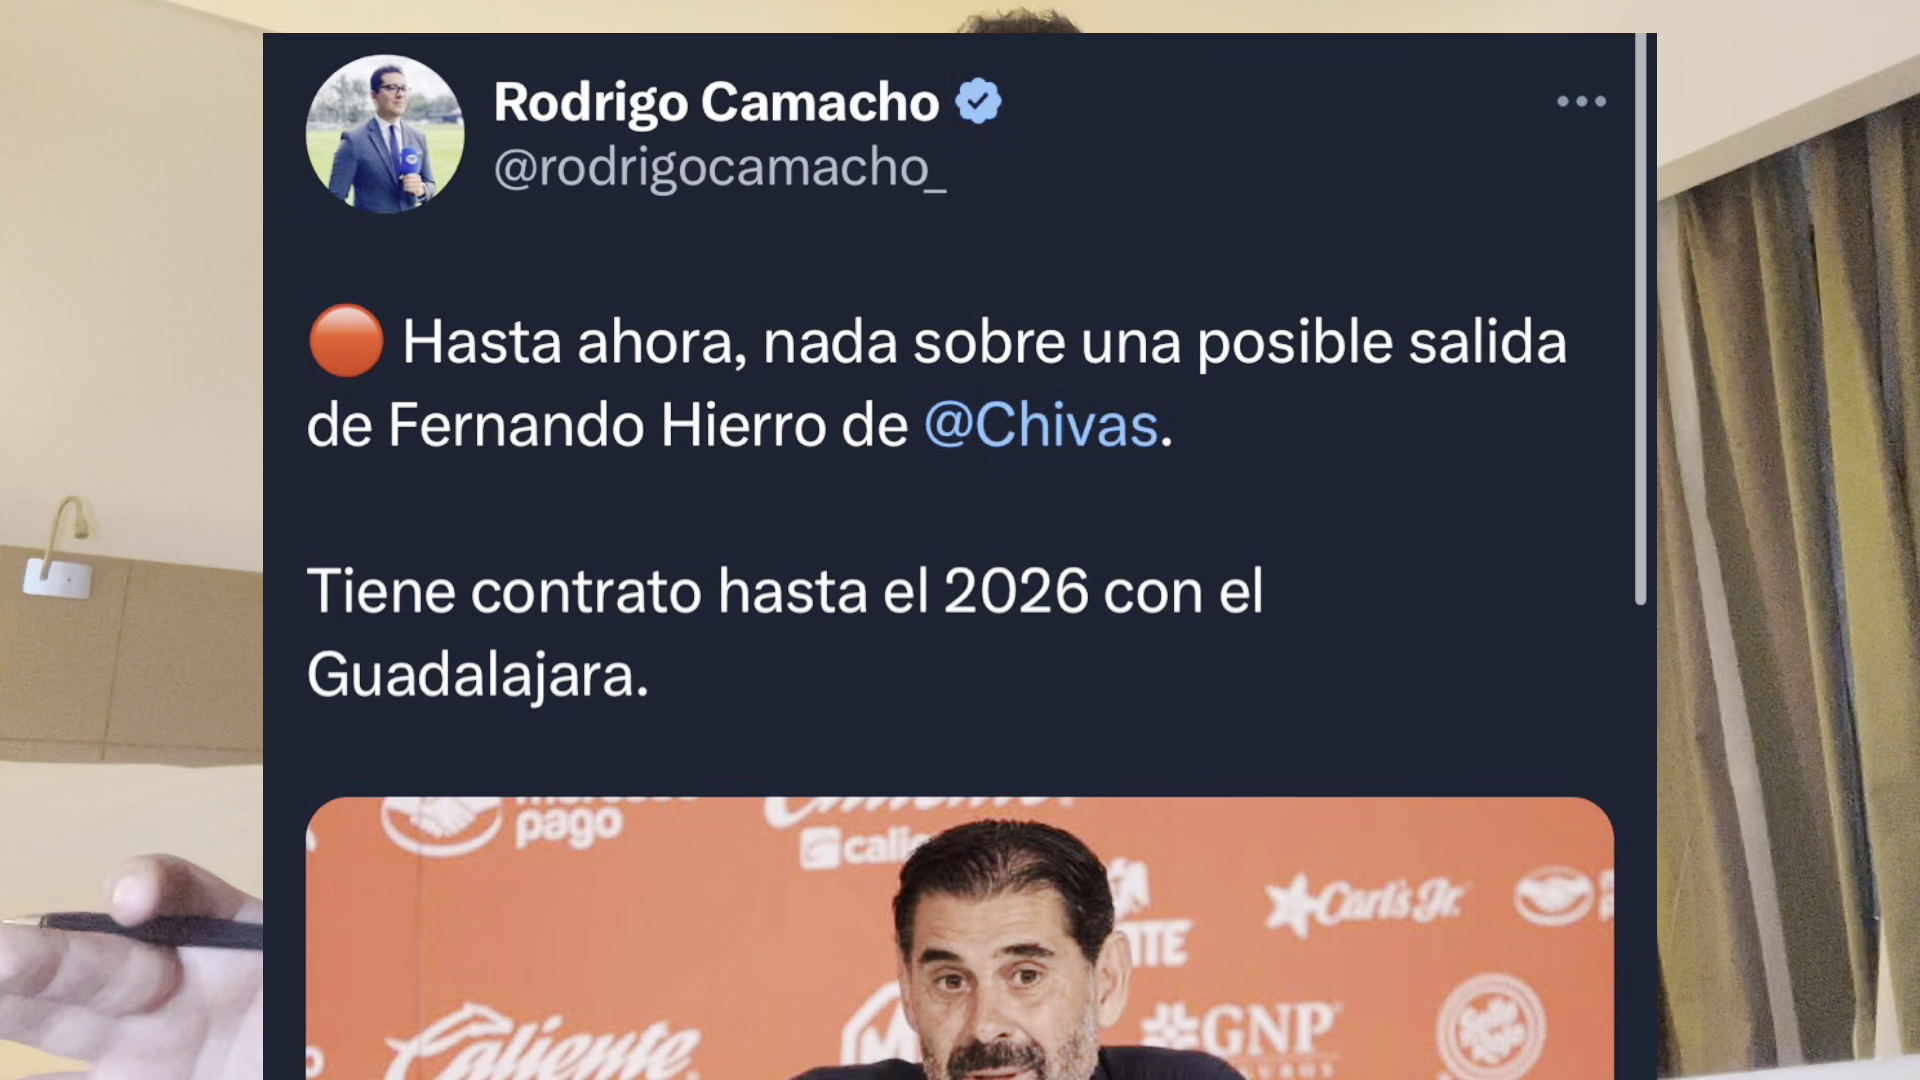 Rodrigo Camacho
@rodrigocamacho_
Hasta ahora, nada sobre una posible salida
de Fernando Hierro de @Chivas.
Tiene contrato hasta el 2026 con el
Guadalajara.
pago
Carl's Jr.
Caliente
GNP